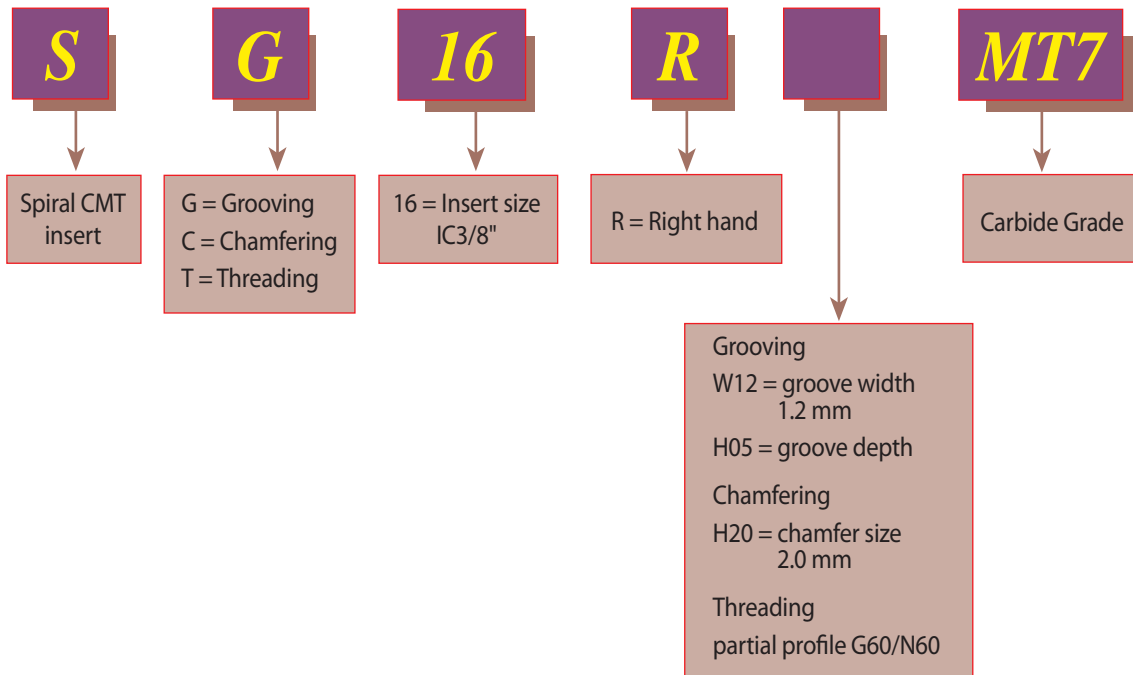 S
G
16
R
MT7
Spiral CMT
insert
G = Grooving
C = Chamfering
T = Threading
16 = Insert size
IC3/8"
R = Right hand
Carbide Grade
Grooving
W12 = groove width
1.2 mm
H05 = groove depth
Chamfering
H20 = chamfer size
2.0 mm
Threading
partial profile G60/N60